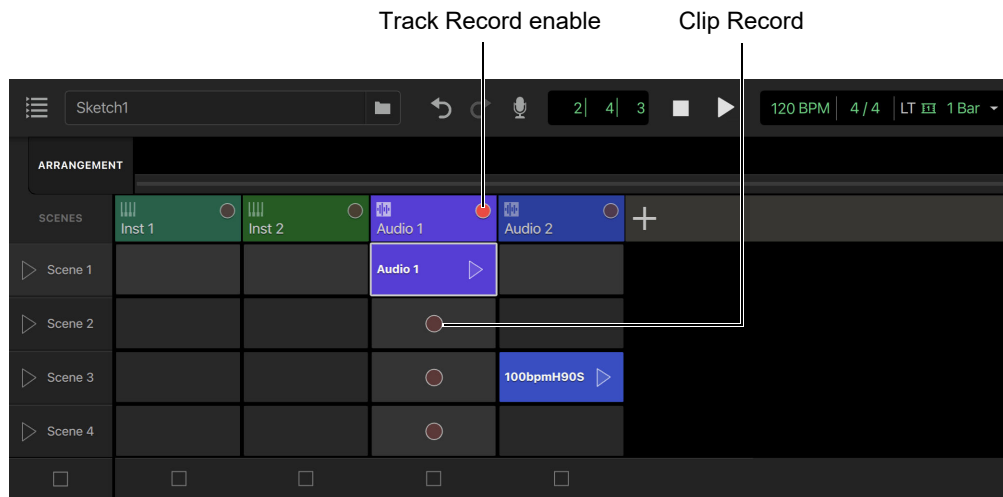 Track Record enable Clip Record
Sketch1 2| 4| 3 120 BPM 4 / 4 LT 1 Bar
ARRANGEMENT
SCENES Inst 1 Inst 2 Audio 1 Audio 2 +
Scene 1 Audio 1
Scene 2
Scene 3 100bpmH90S
Scene 4